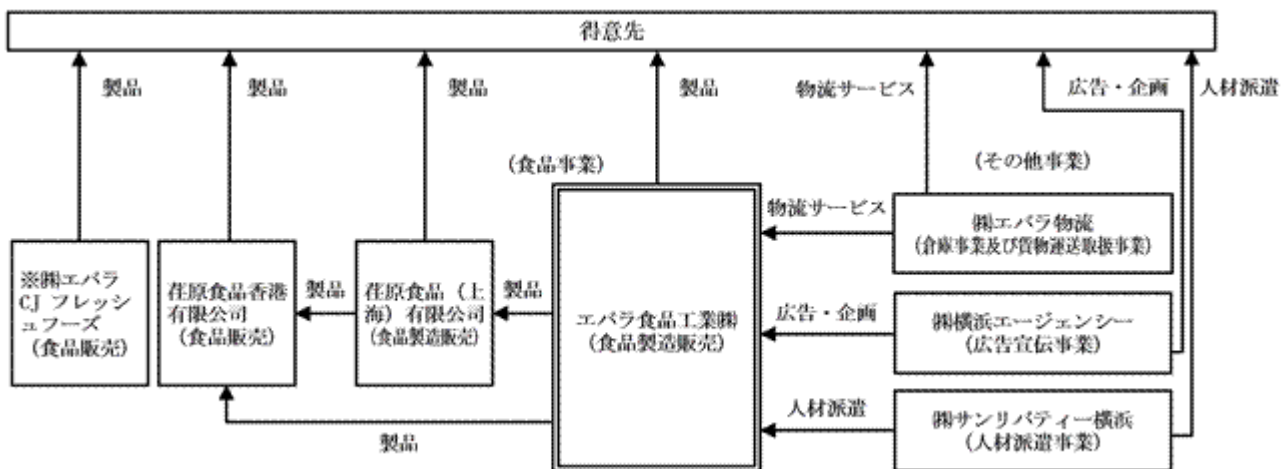 得意先
製品
製品
製品
製品
物流サービス
広告・企画
人材派遣
(食品事業)
(その他事業)
※㈱エバラ
CJ フレッシ
ュフーズ
(食品販売)
荏原食品香港
有限公司
(食品販売)
製品
荏原食品（上
海）有限公司
(食品製造販売)
製品
製品
エバラ食品工業㈱
(食品製造販売)
物流サービス
㈱エバラ物流
(倉庫事業及び貨物運送取扱事業)
広告・企画
㈱横浜エージェンシー
(広告宣伝事業)
人材派遣
㈱サンリバティー横浜
(人材派遣事業)